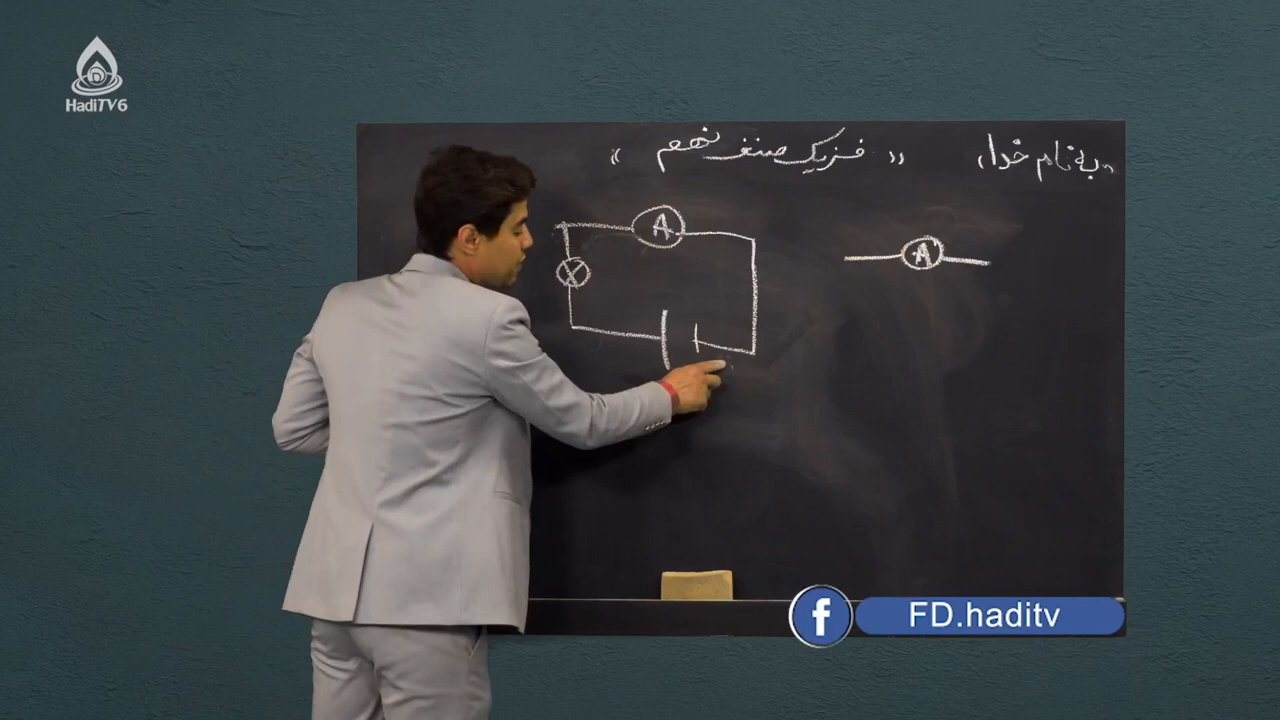 HadiTV6
به نام خدا
« فزیک صنف نهم »
A
A
FD.haditv